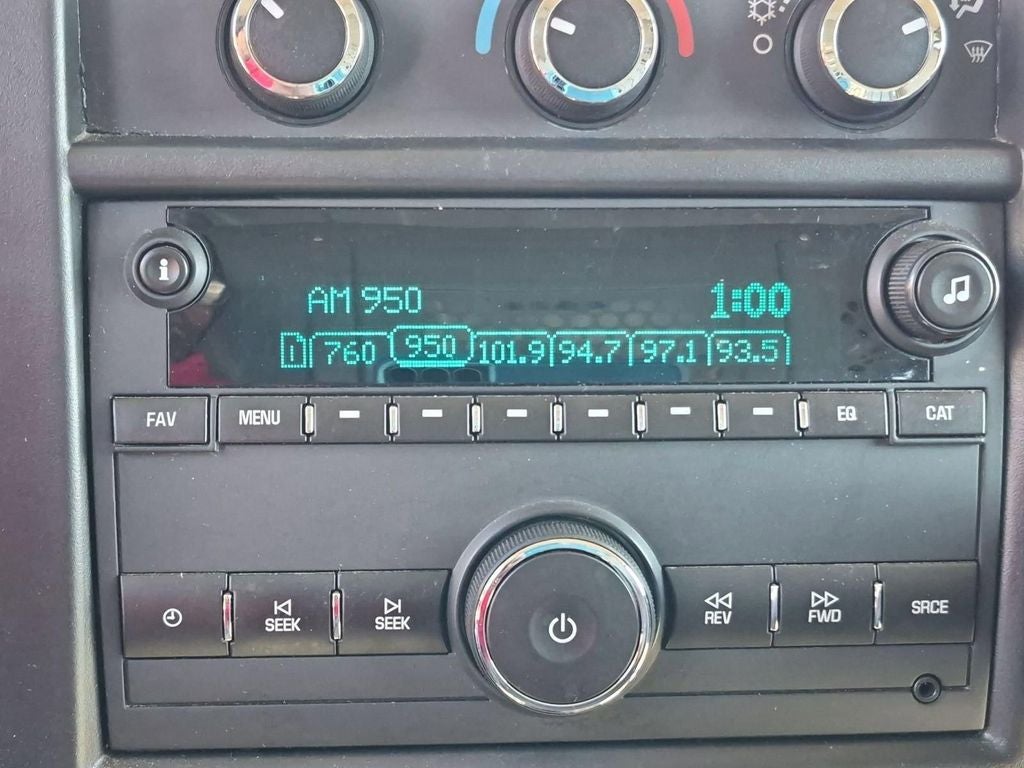 i
AM 950 1:00
1 760 950 101.9 94.7 97.1 93.5
FAV MENU EQ CAT
SEEK SEEK REV FWD SRCE